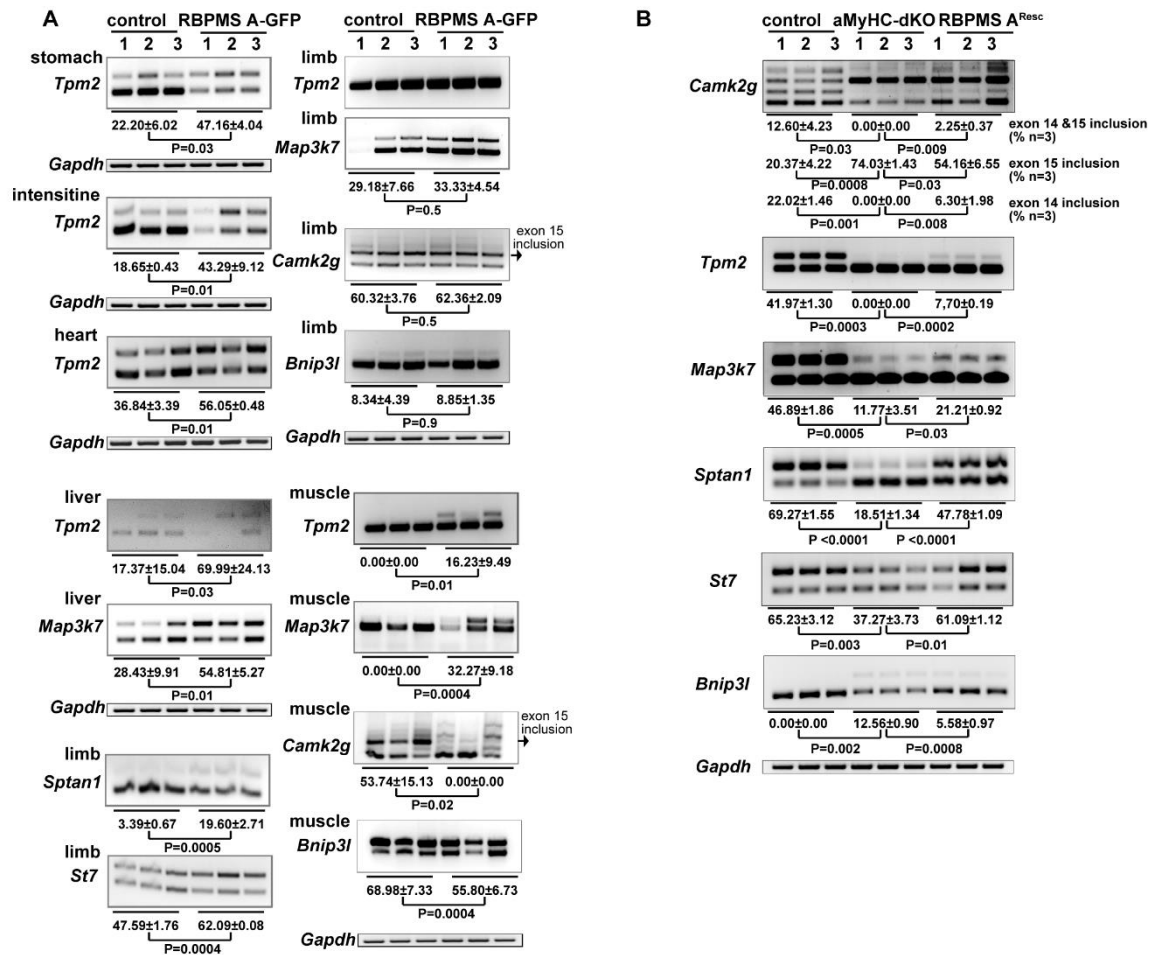 A
control RBPMS A-GFP
1 2 3 1 2 3
stomach
Tpm2
22.20±6.02 47.16±4.04
P=0.03
Gapdh
intensitine
Tpm2
18.65±0.43 43.29±9.12
P=0.01
Gapdh
heart
Tpm2
36.84±3.39 56.05±0.48
P=0.01
Gapdh
liver
Tpm2
17.37±15.04 69.99±24.13
P=0.03
liver
Map3k7
28.43±9.91 54.81±5.27
P=0.01
Gapdh
limb
Sptan1
3.39±0.67 19.60±2.71
P=0.0005
limb
St7
47.59±1.76 62.09±0.08
P=0.0004
control RBPMS A-GFP
1 2 3 1 2 3
limb
Tpm2
limb
Map3k7
29.18±7.66 33.33±4.54
P=0.5
limb
Camk2g
exon 15
inclusion
60.32±3.76 62.36±2.09
P=0.5
limb
Bnip3l
8.34±4.39 8.85±1.35
P=0.9
Gapdh
muscle
Tpm2
0.00±0.00 16.23±9.49
P=0.01
muscle
Map3k7
0.00±0.00 32.27±9.18
P=0.0004
muscle
Camk2g
exon 15
inclusion
53.74±15.13 0.00±0.00
P=0.02
muscle
Bnip3l
68.98±7.33 55.80±6.73
P=0.0004
Gapdh
B
control aMyHC-dKO RBPMS A^Resc
1 2 3 1 2 3 1 2 3
Camk2g
12.60±4.23 0.00±0.00 2.25±0.37 exon 14 &15 inclusion
P=0.03 P=0.009 (% n=3)
20.37±4.22 74.03±1.43 54.16±6.55 exon 15 inclusion
P=0.0008 P=0.03 (% n=3)
22.02±1.46 0.00±0.00 6.30±1.98 exon 14 inclusion
P=0.001 P=0.008 (% n=3)
Tpm2
41.97±1.30 0.00±0.00 7,70±0.19
P=0.0003 P=0.0002
Map3k7
46.89±1.86 11.77±3.51 21.21±0.92
P=0.0005 P=0.03
Sptan1
69.27±1.55 18.51±1.34 47.78±1.09
P <0.0001 P <0.0001
St7
65.23±3.12 37.27±3.73 61.09±1.12
P=0.003 P=0.01
Bnip3l
0.00±0.00 12.56±0.90 5.58±0.97
P=0.002 P=0.0008
Gapdh